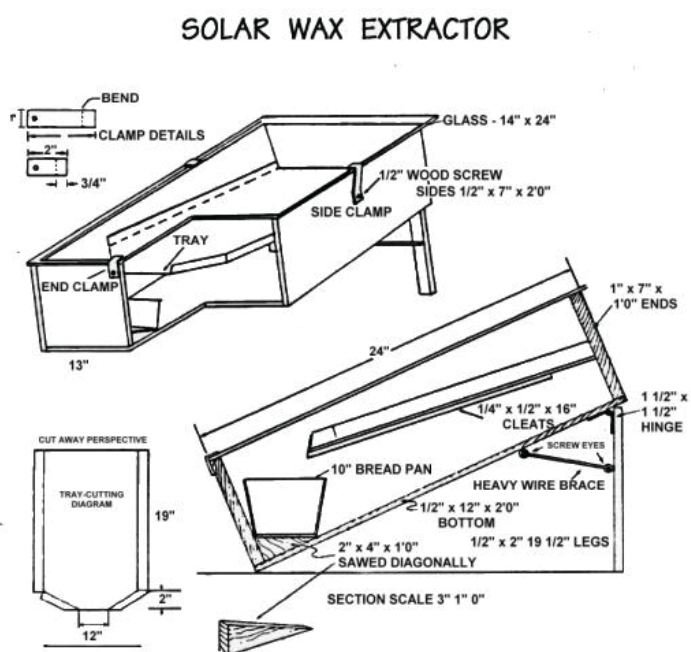 SOLAR WAX EXTRACTOR
BEND
CLAMP DETAILS
2"
3/4"
GLASS - 14" x 24"
1/2" WOOD SCREW
SIDES 1/2" x 7" x 2'0"
SIDE CLAMP
TRAY
END CLAMP
13"
1" x 7" x
1'0" ENDS
24"
1/4" x 1/2" x 16"
CLEATS
1 1/2" x
1 1/2"
HINGE
SCREW EYES
HEAVY WIRE BRACE
10" BREAD PAN
1/2" x 12" x 2'0"
BOTTOM
1/2" x 2" 19 1/2" LEGS
2" x 4" x 1'0"
SAWED DIAGONALLY
SECTION SCALE 3" 1' 0"
CUT AWAY PERSPECTIVE
TRAY-CUTTING
DIAGRAM
19"
2"
12"